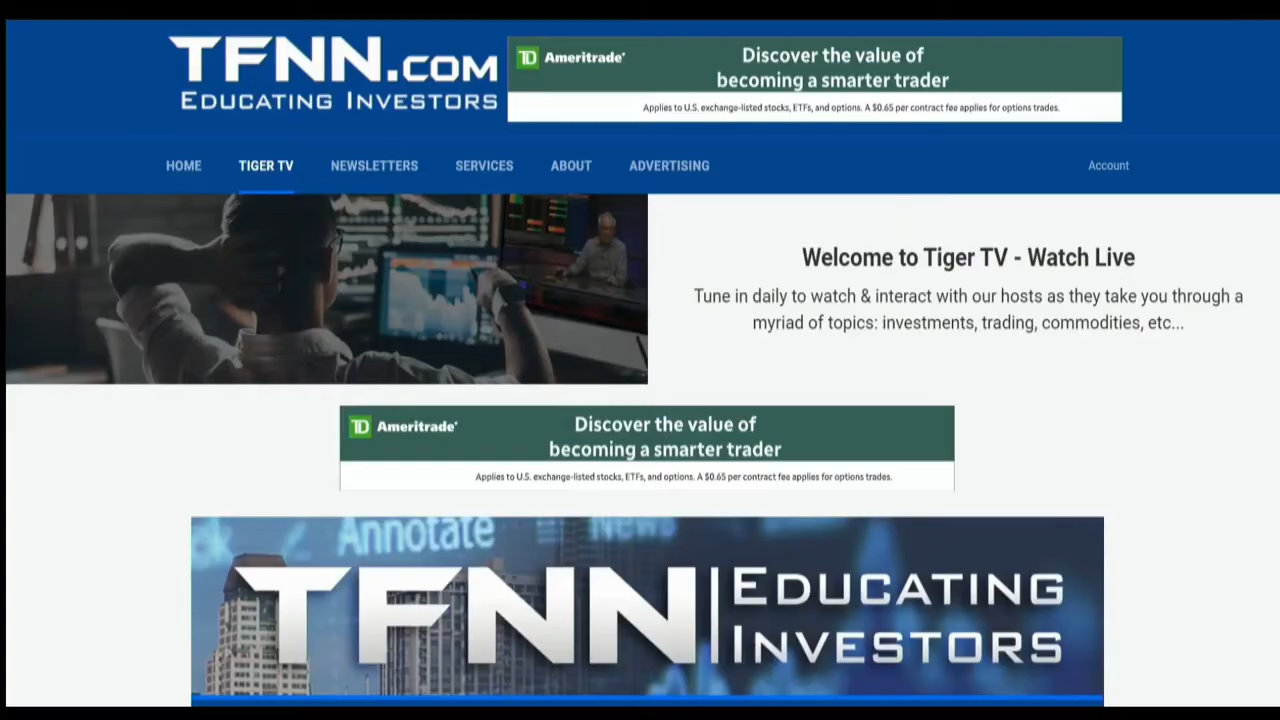 TFNN.COM
EDUCATING INVESTORS
TD Ameritrade
Discover the value of
becoming a smarter trader
Applies to U.S. exchange-listed stocks, ETFs, and options. A $0.65 per contract fee applies for options trades.
HOME TIGER TV NEWSLETTERS SERVICES ABOUT ADVERTISING Account
Welcome to Tiger TV - Watch Live
Tune in daily to watch & interact with our hosts as they take you through a
myriad of topics: investments, trading, commodities, etc...
TD Ameritrade
Discover the value of
becoming a smarter trader
Applies to U.S. exchange-listed stocks, ETFs, and options. A $0.65 per contract fee applies for options trades.
Annotate News
TFNN EDUCATING
INVESTORS